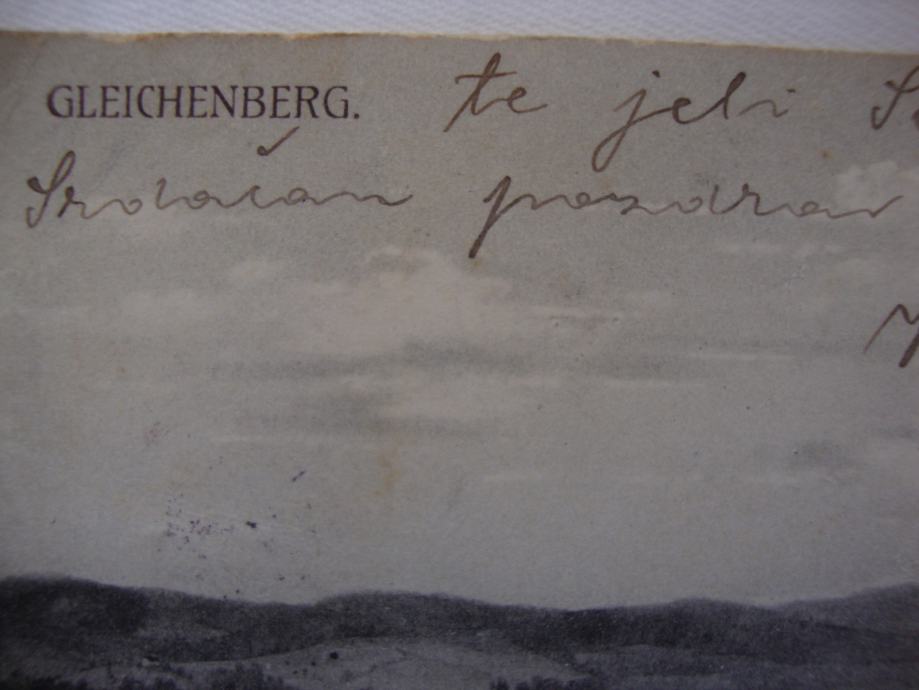 GLEICHENBERG.
te jeli
Srdačan pozdrav